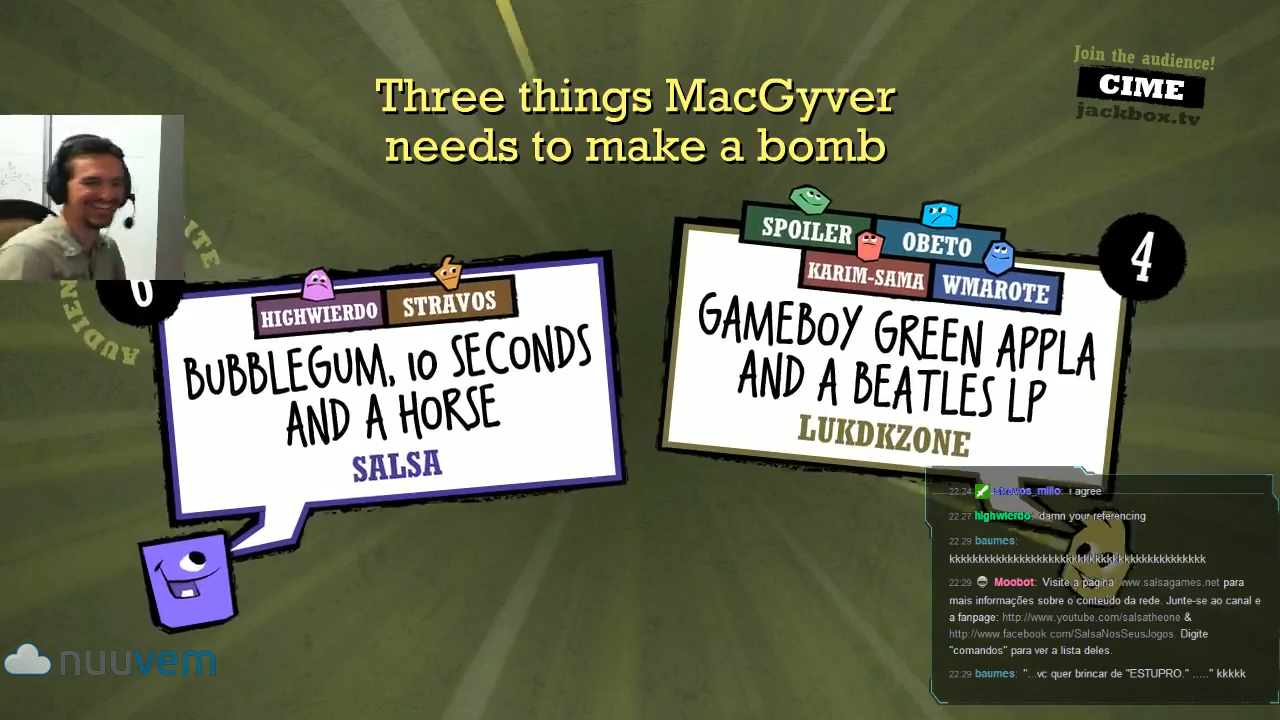 Three things MacGyver
needs to make a bomb
Join the audience!
CIME
jackbox.tv
HIGHWIERDO
STRAVOS
BUBBLEGUM, 10 SECONDS
AND A HORSE
SALSA
SPOILER
OBETO
KARIM-SAMA
WMAROTE
4
GAMEBOY GREEN APPLA
AND A BEATLES LP
LUKDKZONE
AUDIEN
ITE
22:24 stravos_millo: i agree
22:27 highwierdo: damn your referencing
22:29 baumes:
kkkkkkkkkkkkkkkkkkkkkkkkkkkkkkkkkkkkkkkkkkkk
22:29 Moobot: Visite a página www.salsagames.net para
mais informações sobre o conteúdo da rede. Junte-se ao canal e
a fanpage: http://www.youtube.com/salsatheone &
http://www.facebook.com/SalsaNosSeusJogos. Digite
"comandos" para ver a lista deles.
22:29 baumes: "...vc quer brincar de "ESTUPRO." ....." kkkkk
nuuvem